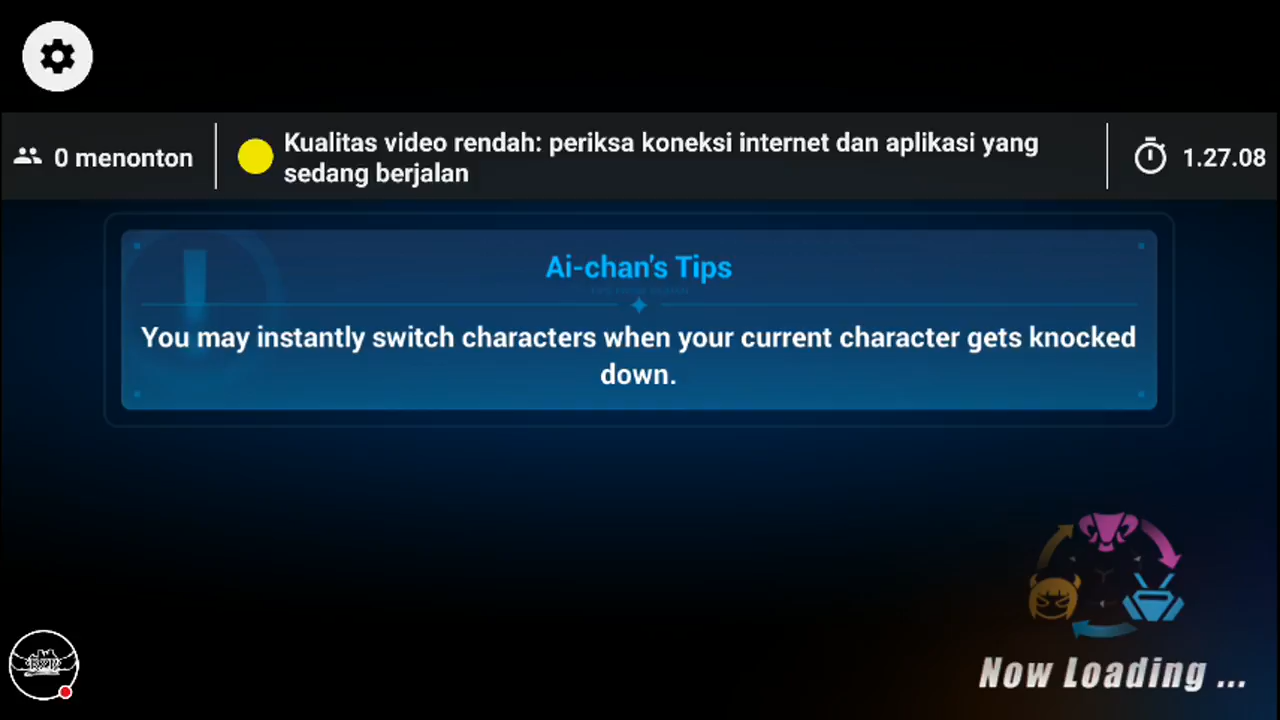 0 menonton
Kualitas video rendah: periksa koneksi internet dan aplikasi yang
sedang berjalan
1.27.08
Ai-chan's Tips
You may instantly switch characters when your current character gets knocked
down.
Now Loading ...